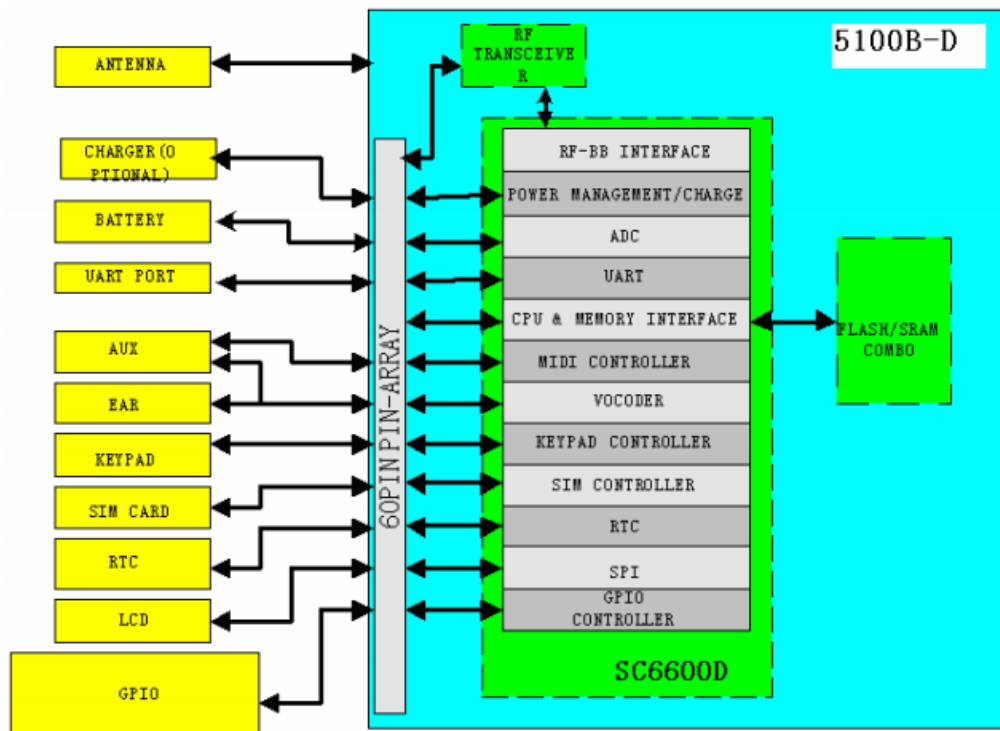 5100B-D
RF
TRANSCEIVE
R
ANTENNA
CHARGER(O
PTIONAL)
BATTERY
UART PORT
AUX
EAR
KEYPAD
SIM CARD
RTC
LCD
GPIO
60PIN PIN-ARRAY
RF-BB INTERFACE
POWER MANAGEMENT/CHARGE
ADC
UART
CPU & MEMORY INTERFACE
MIDI CONTROLLER
VOCODER
KEYPAD CONTROLLER
SIM CONTROLLER
RTC
SPI
GPIO
CONTROLLER
SC6600D
FLASH/SRAM
COMBO